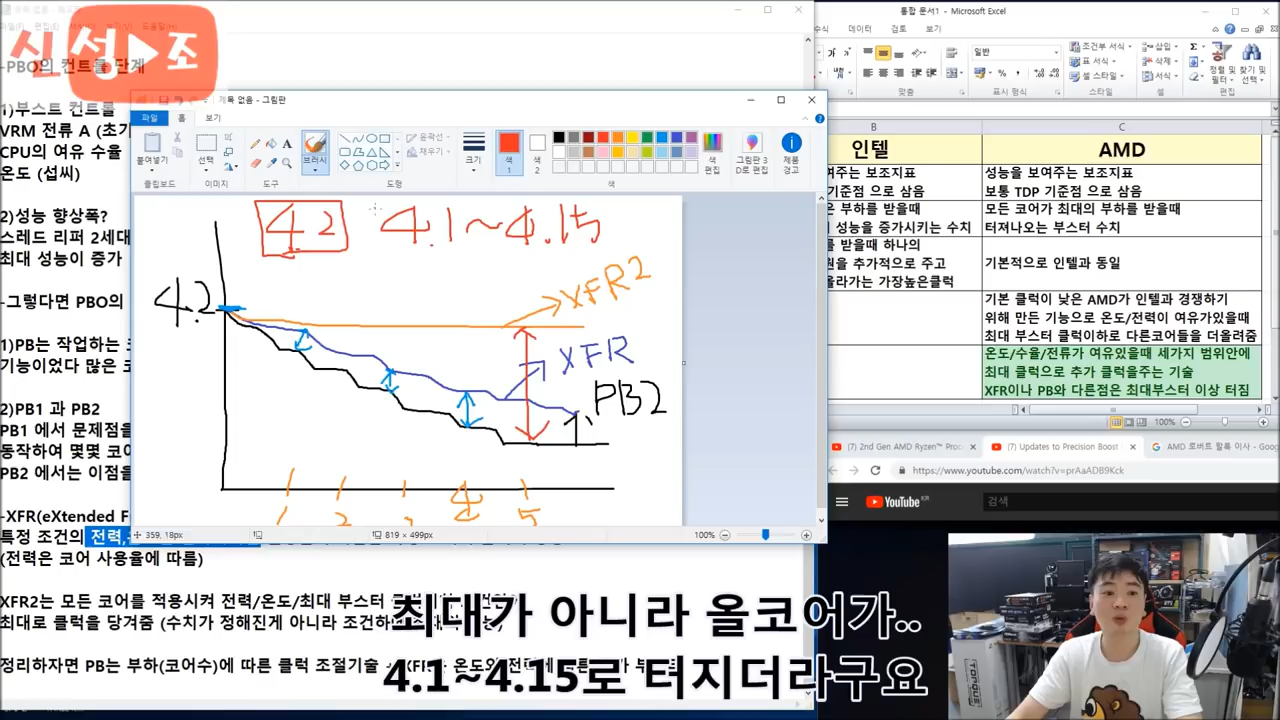 신성조
-PBO의 컨트롤 단계
1)부스트 컨트롤
VRM 전류 A (초기
CPU의 여유 수율
온도 (섭씨)
2)성능 향상폭?
스레드 리퍼 2세대
최대 성능이 증가
-그렇다면 PBO의
1)PB는 작업하는 코
기능이었다 많은 코
2)PB1 과 PB2
PB1 에서 문제점을
동작하여 몇몇 코어
PB2 에서는 이점을
-XFR(eXtended F
특정 조건의 전력,
(전력은 코어 사용율에 따름)
XFR2는 모든 코어를 적용시켜 전력/온도/최대 부스터
최대로 클럭을 당겨줌 (수치가 정해진게 아니라 조건하
정리하자면 PB는 부하(코어수)에 따른 클럭 조절기술
제목 없음 - 그림판
파일 홈 보기
붙여넣기
선택
브러시
윤곽선
채우기
크기
색 1
색 2
색 편집
그림판 3D로 편집
제품 경고
클립보드 이미지 도구 도형 색
4.2 4.1~4.15
4.2
XFR2
XFR
PB2
1 2 3 4 5
359, 18px
819 × 499px
100%
통합 문서1 - Microsoft Excel
수식 데이터 검토 보기
일반
조건부 서식
표 서식
셀 스타일
삽입
삭제
서식
정렬 및 필터
찾기 및 선택
맞춤 표시 형식 스타일 셀 편집
B C
인텔 AMD
여주는 보조지표
기준점 으로 삼음
은 부하를 받을때
성능을 증가시키는 수치
를 받을때 하나의
원을 추가적으로 주고
올라가는 가장높은클럭
성능을 보여주는 보조지표
보통 TDP 기준점 으로 삼음
모든 코어가 최대의 부하를 받을때
터져나오는 부스터 수치
기본적으로 인텔과 동일
기본 클럭이 낮은 AMD가 인텔과 경쟁하기
위해 만든 기능으로 온도/전력이 여유가있을때
최대 부스터 클럭이하로 다른코어들을 더올려줌
온도/수율/전류가 여유있을때 세가지 범위안에
최대 클럭으로 추가 클럭을주는 기술
XFR이나 PB와 다른점은 최대부스터 이상 터짐
100%
(7) 2nd Gen AMD Ryzen™ Proc
(7) Updates to Precision Boost
AMD 로버트 할록 이사 - Google
https://www.youtube.com/watch?v=prAaADB9Kck
YouTube KR
검색
최대가 아니라 올코어가..
4.1~4.15로 터지더라구요